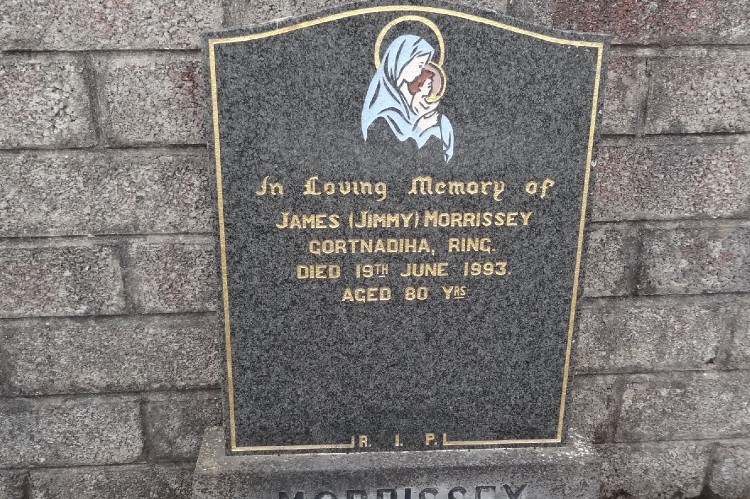 In Loving Memory of
JAMES (JIMMY) MORRISSEY
GORTNADIHA, RING.
DIED 19TH JUNE 1993.
AGED 80 YRS
R. I. P.
MORRISSEY